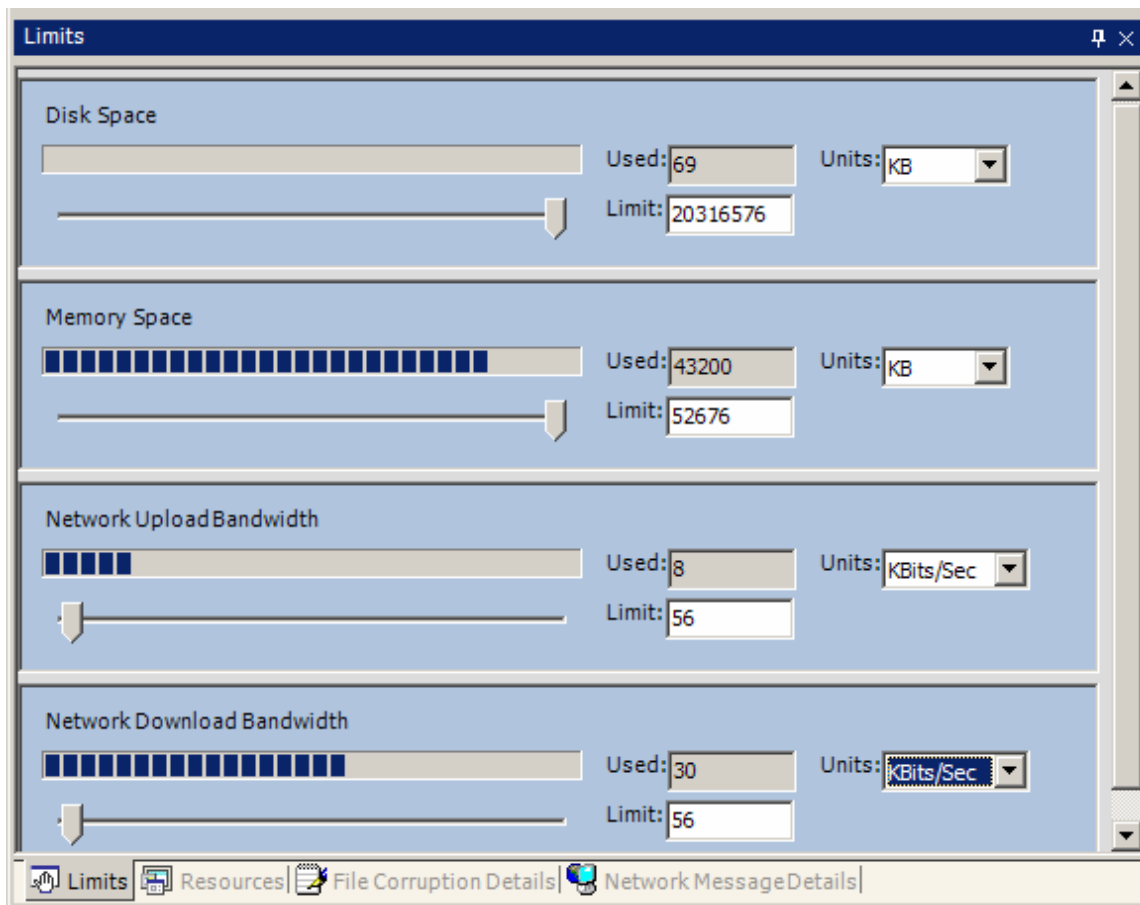 Limits
Disk Space
Used: 69 Units: KB
Limit: 20316576
Memory Space
Used: 43200 Units: KB
Limit: 52676
Network Upload Bandwidth
Used: 8 Units: KBits/Sec
Limit: 56
Network Download Bandwidth
Used: 30 Units: KBits/Sec
Limit: 56
Limits Resources File Corruption Details Network Message Details